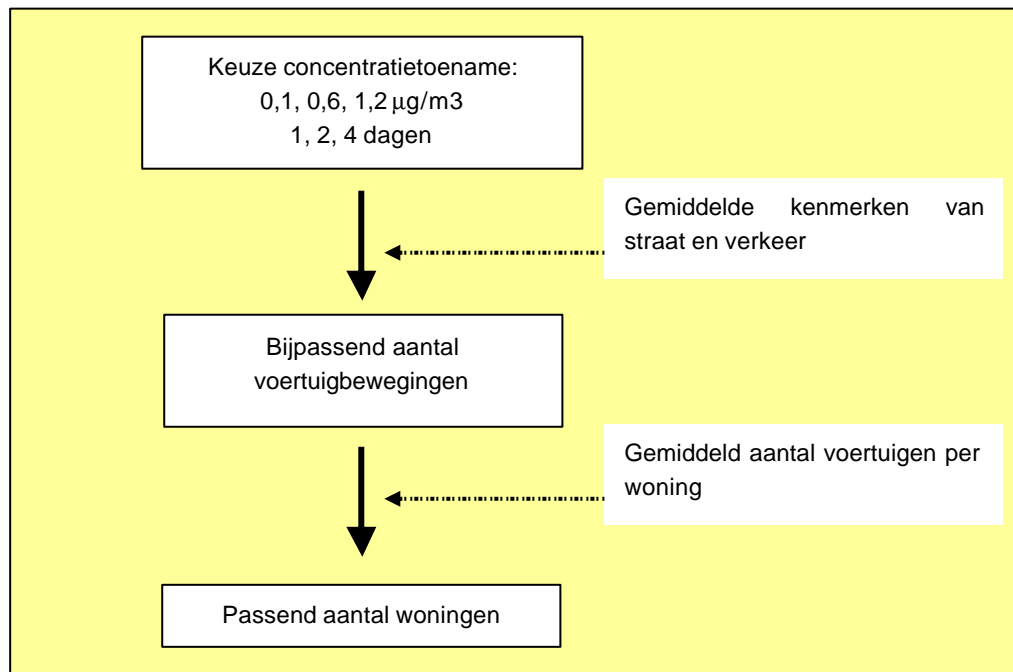 Keuze concentratietoename:
0,1, 0,6, 1,2 µg/m3
1, 2, 4 dagen
Gemiddelde kenmerken van
straat en verkeer
Bijpassend aantal
voertuigbewegingen
Gemiddeld aantal voertuigen per
woning
Passend aantal woningen